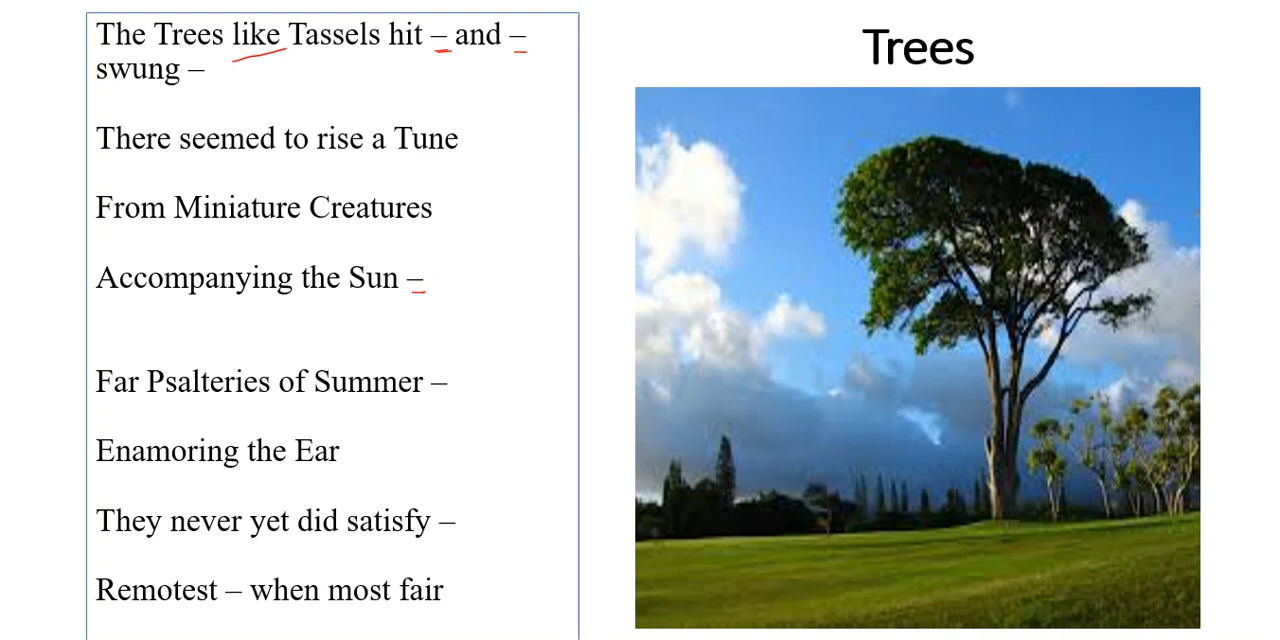 The Trees like Tassels hit – and –
swung –
There seemed to rise a Tune
From Miniature Creatures
Accompanying the Sun –
Far Psalteries of Summer –
Enamoring the Ear
They never yet did satisfy –
Remotest – when most fair
Trees